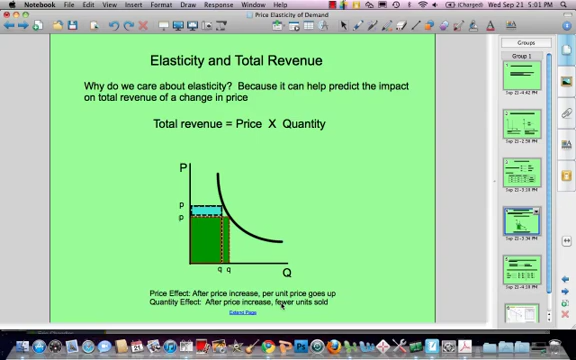 Notebook File Edit View Insert Format Draw Response Window Help
(Charged) Wed Sep 21 5:01 PM
Price Elasticity of Demand
Elasticity and Total Revenue
Why do we care about elasticity? Because it can help predict the impact
on total revenue of a change in price
Total revenue = Price X Quantity
P
p
p
q q
Q
Price Effect: After price increase, per unit price goes up
Quantity Effect: After price increase, fewer units sold
Extend Page
Groups
Group 1